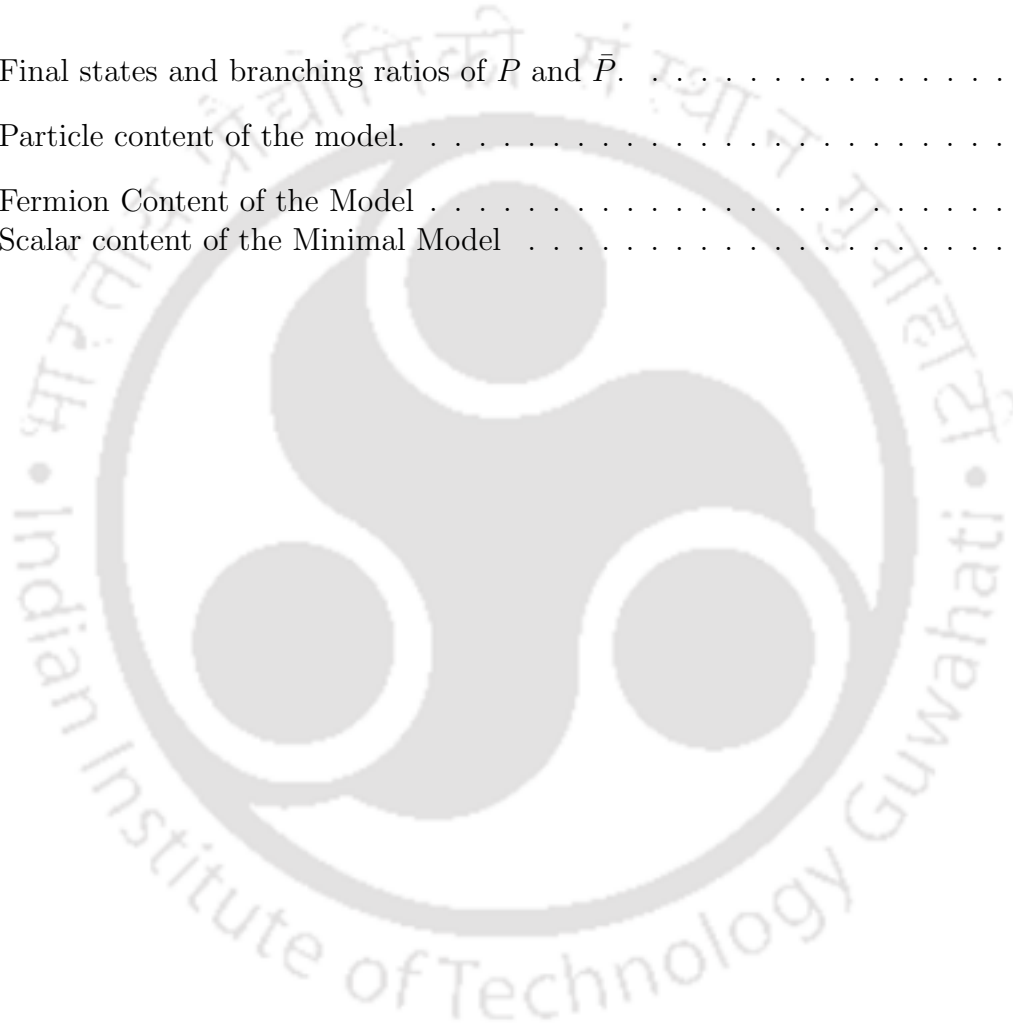 Final states and branching ratios of P and P̄. . . . . . . . . . . . . . . .
Particle content of the model. . . . . . . . . . . . . . . . . . . . . . . . .
Fermion Content of the Model . . . . . . . . . . . . . . . . . . . . . . . .
Scalar content of the Minimal Model . . . . . . . . . . . . . . . . . . . .
भारतीय प्रौद्योगिकी संस्थान गुवाहाटी
• Indian Institute of Technology Guwahati •